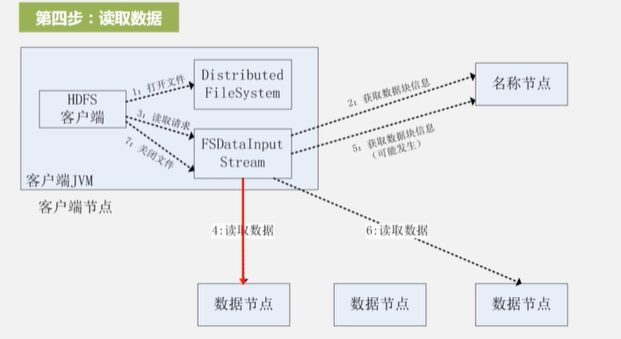 第四步：读取数据
Distributed
FileSystem
HDFS
客户端
1：打开文件
3：读取请求
7：关闭文件
FSDataInput
Stream
2：获取数据块信息
名称节点
5：获取数据块信息
（可能发生）
客户端JVM
客户端节点
4:读取数据
6:读取数据
数据节点
数据节点
数据节点